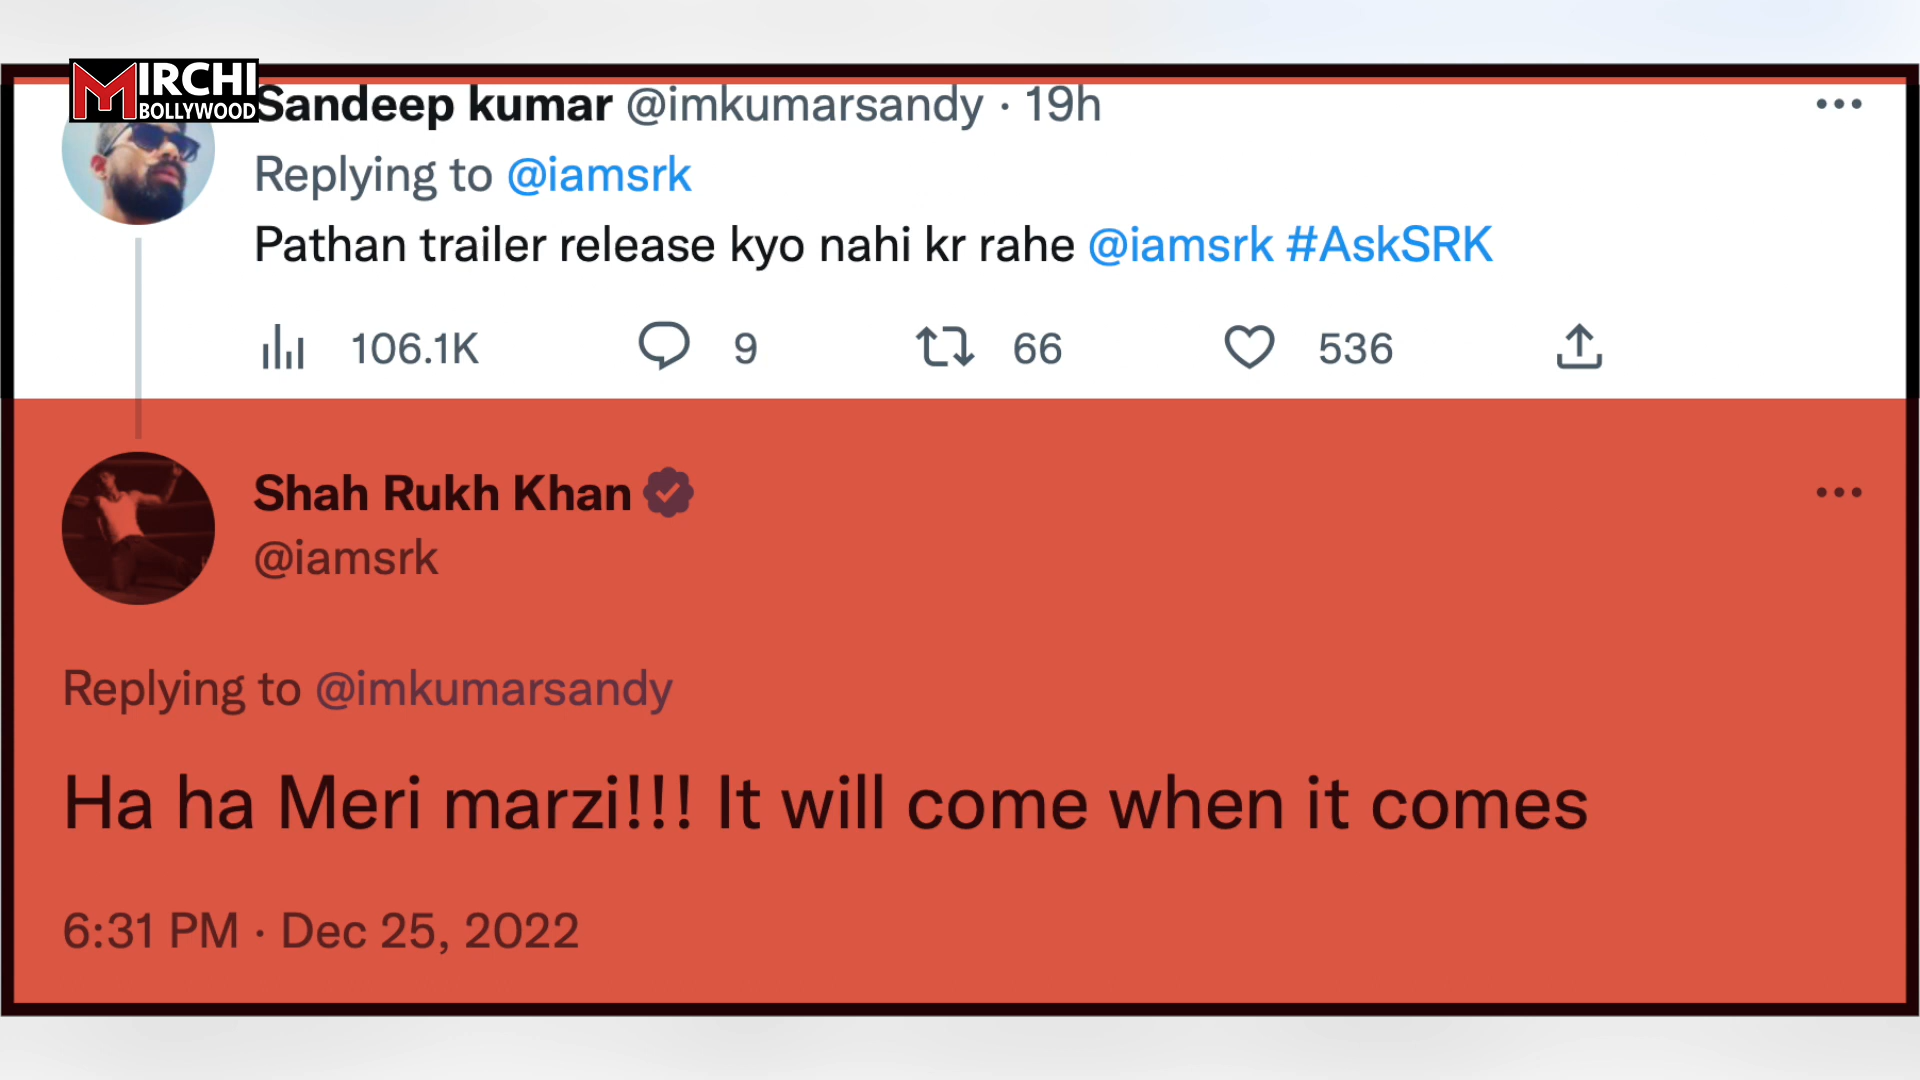 MIRCHI
BOLLYWOOD
Sandeep kumar @imkumarsandy · 19h
Replying to @iamsrk
Pathan trailer release kyo nahi kr rahe @iamsrk #AskSRK
106.1K 9 66 536
Shah Rukh Khan
@iamsrk
Replying to @imkumarsandy
Ha ha Meri marzi!!! It will come when it comes
6:31 PM · Dec 25, 2022